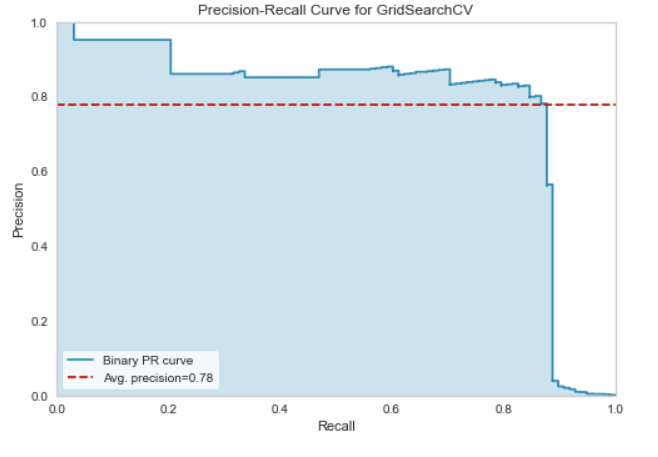 Precision-Recall Curve for GridSearchCV
1.0
0.8
0.6
0.4
0.2
0.0
Precision
Binary PR curve
Avg. precision=0.78
0.0 0.2 0.4 0.6 0.8 1.0
Recall